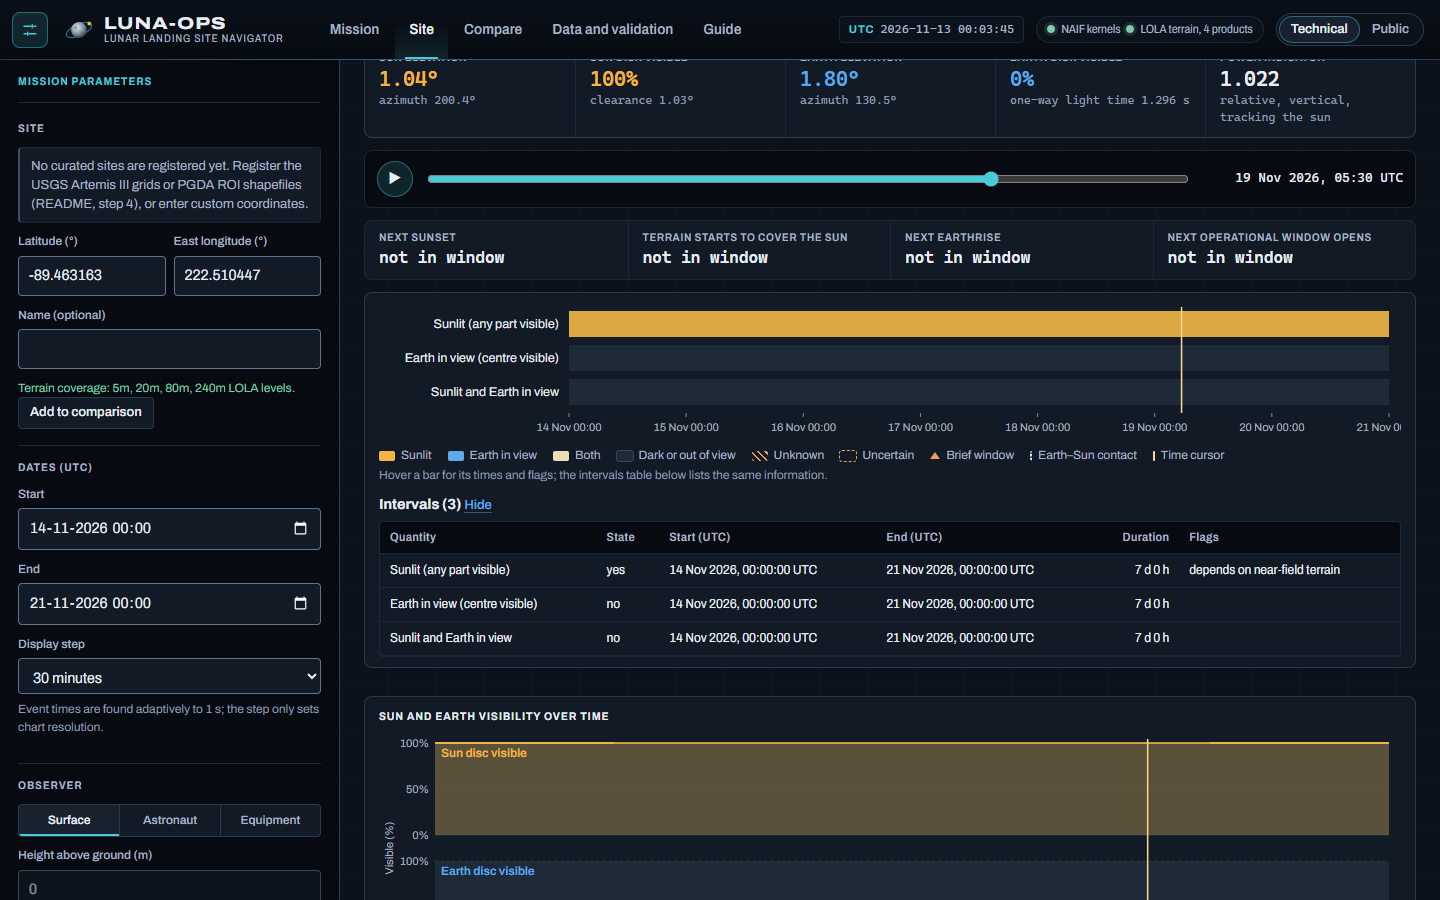 LUNA-OPS
LUNAR LANDING SITE NAVIGATOR
Mission
Site
Compare
Data and validation
Guide
UTC 2026-11-13 00:03:45
NAIF kernels
LOLA terrain, 4 products
Technical
Public
MISSION PARAMETERS
SITE
No curated sites are registered yet. Register the
USGS Artemis III grids or PGDA ROI shapefiles
(README, step 4), or enter custom coordinates.
Latitude (°)
East longitude (°)
-89.463163
222.510447
Name (optional)
Terrain coverage: 5m, 20m, 80m, 240m LOLA levels.
Add to comparison
DATES (UTC)
Start
14-11-2026 00:00
End
21-11-2026 00:00
Display step
30 minutes
Event times are found adaptively to 1 s; the step only sets
chart resolution.
OBSERVER
Surface
Astronaut
Equipment
Height above ground (m)
0
1.04°
azimuth 200.4°
100%
clearance 1.03°
1.80°
azimuth 130.5°
0%
one-way light time 1.296 s
1.022
relative, vertical,
tracking the sun
19 Nov 2026, 05:30 UTC
NEXT SUNSET
not in window
TERRAIN STARTS TO COVER THE SUN
not in window
NEXT EARTHRISE
not in window
NEXT OPERATIONAL WINDOW OPENS
not in window
Sunlit (any part visible)
Earth in view (centre visible)
Sunlit and Earth in view
14 Nov 00:00
15 Nov 00:00
16 Nov 00:00
17 Nov 00:00
18 Nov 00:00
19 Nov 00:00
20 Nov 00:00
21 Nov 0
Sunlit
Earth in view
Both
Dark or out of view
Unknown
Uncertain
Brief window
Earth–Sun contact
Time cursor
Hover a bar for its times and flags; the intervals table below lists the same information.
Intervals (3) Hide
Quantity State Start (UTC) End (UTC) Duration Flags
Sunlit (any part visible) yes 14 Nov 2026, 00:00:00 UTC 21 Nov 2026, 00:00:00 UTC 7 d 0 h depends on near-field terrain
Earth in view (centre visible) no 14 Nov 2026, 00:00:00 UTC 21 Nov 2026, 00:00:00 UTC 7 d 0 h
Sunlit and Earth in view no 14 Nov 2026, 00:00:00 UTC 21 Nov 2026, 00:00:00 UTC 7 d 0 h
SUN AND EARTH VISIBILITY OVER TIME
100%
Sun disc visible
50%
0%
Visible (%)
100%
Earth disc visible